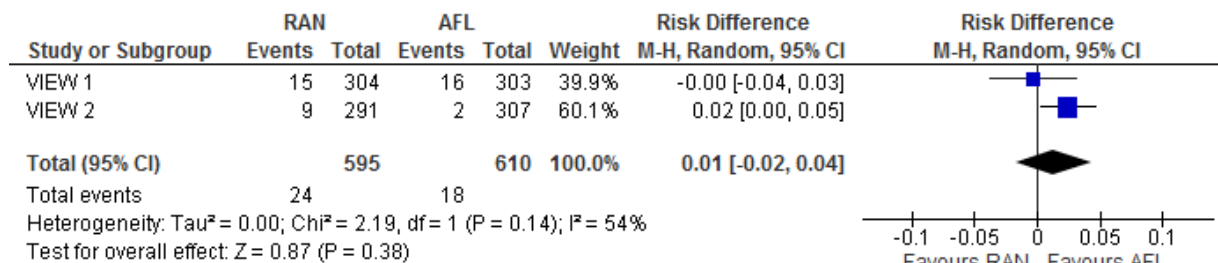 RAN AFL Risk Difference Risk Difference
Study or Subgroup Events Total Events Total Weight M-H, Random, 95% CI M-H, Random, 95% CI
VIEW 1 15 304 16 303 39.9% -0.00 [-0.04, 0.03]
VIEW 2 9 291 2 307 60.1% 0.02 [0.00, 0.05]
Total (95% CI) 595 610 100.0% 0.01 [-0.02, 0.04]
Total events 24 18
Heterogeneity: Tau² = 0.00; Chi² = 2.19, df = 1 (P = 0.14); I² = 54%
Test for overall effect: Z = 0.87 (P = 0.38)
-0.1 -0.05 0 0.05 0.1
Favours RAN Favours AFL